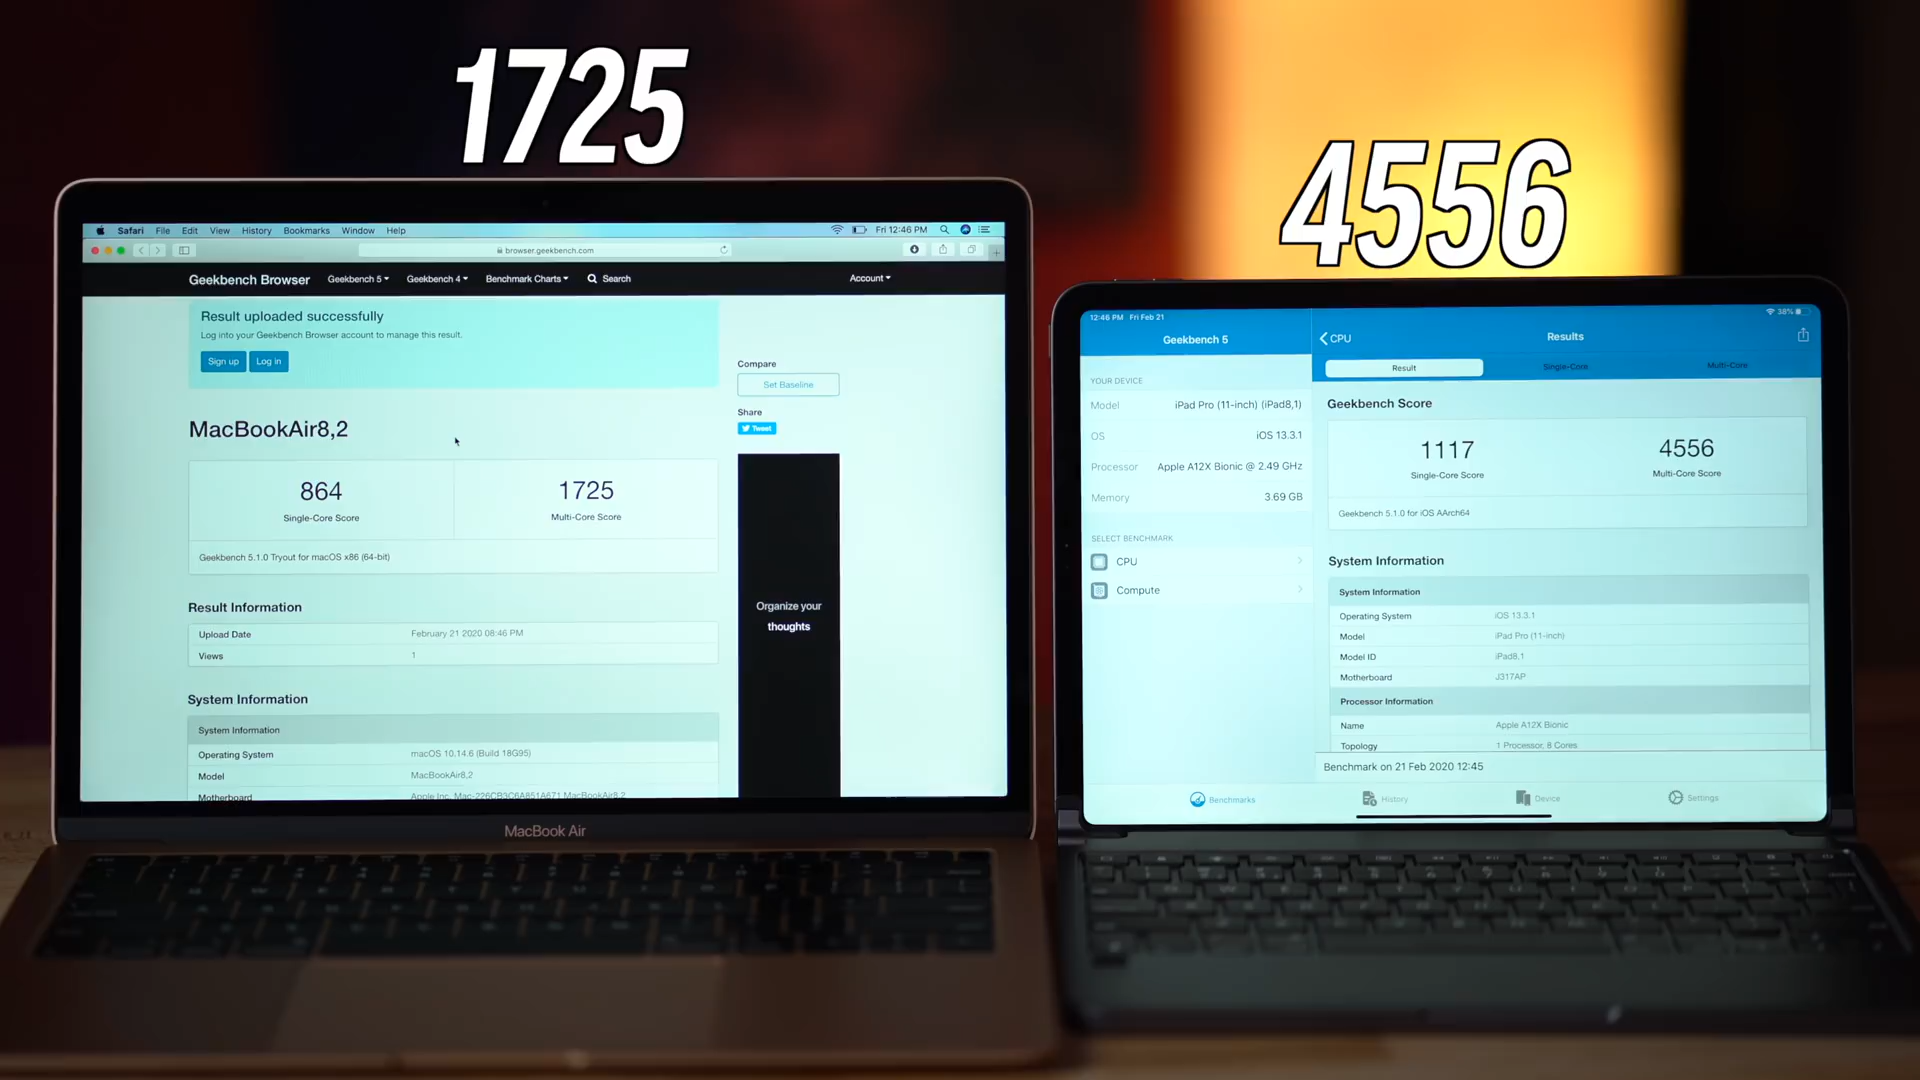 1725
4556
Safari File Edit View History Bookmarks Window Help Fri 12:46 PM
browser.geekbench.com
Geekbench Browser Geekbench 5 Geekbench 4 Benchmark Charts Search Account
Result uploaded successfully
Log into your Geekbench Browser account to manage this result.
Sign up Log in
Compare
Set Baseline
Share
Tweet
MacBookAir8,2
864 1725
Single-Core Score Multi-Core Score
Geekbench 5.1.0 Tryout for macOS x86 (64-bit)
Organize your
thoughts
Result Information
Upload Date February 21 2020 08:46 PM
Views 1
System Information
System Information
Operating System macOS 10.14.6 (Build 18G95)
Model MacBookAir8,2
Motherboard Apple Inc. Mac-226CB3C6A851A671 MacBookAir8,2
MacBook Air
12:46 PM Fri Feb 21 38%
Geekbench 5
YOUR DEVICE
Model iPad Pro (11-inch) (iPad8,1)
OS iOS 13.3.1
Processor Apple A12X Bionic @ 2.49 GHz
Memory 3.69 GB
SELECT BENCHMARK
CPU
Compute
CPU Results
Result Single-Core Multi-Core
Geekbench Score
1117 4556
Single-Core Score Multi-Core Score
Geekbench 5.1.0 for iOS AArch64
System Information
System Information
Operating System iOS 13.3.1
Model iPad Pro (11-inch)
Model ID iPad8,1
Motherboard J317AP
Processor Information
Name Apple A12X Bionic
Topology 1 Processor, 8 Cores
Benchmark on 21 Feb 2020 12:45
Benchmarks History Device Settings